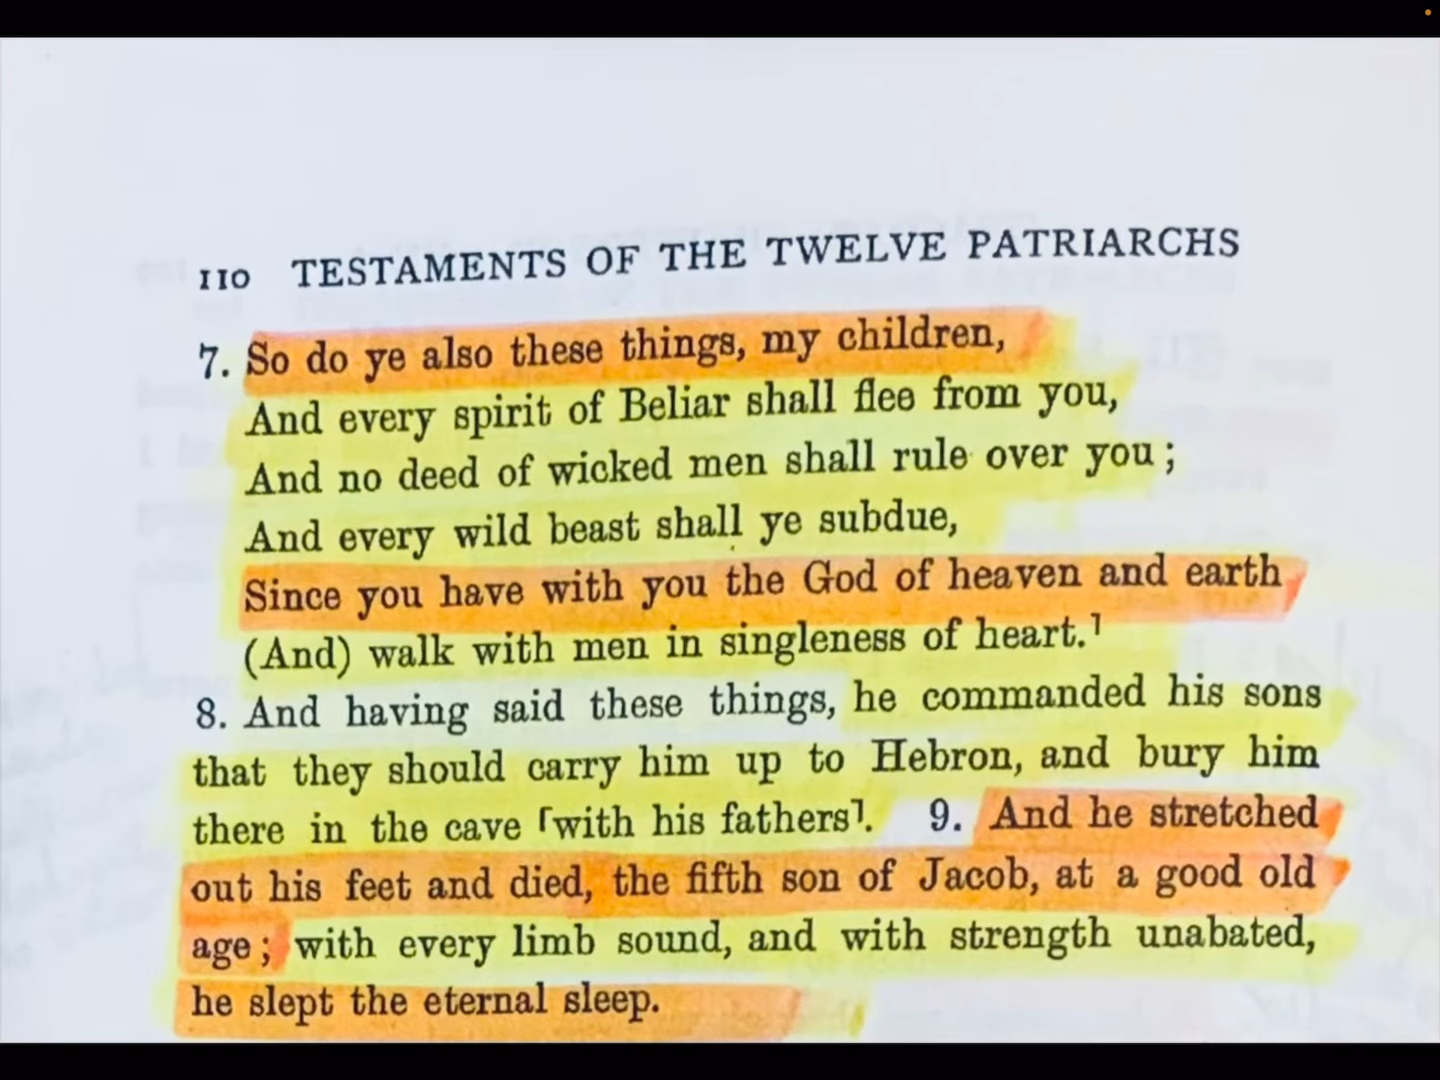 110 TESTAMENTS OF THE TWELVE PATRIARCHS
7. So do ye also these things, my children,
And every spirit of Beliar shall flee from you,
And no deed of wicked men shall rule over you ;
And every wild beast shall ye subdue,
Since you have with you the God of heaven and earth
(And) walk with men in singleness of heart.¹
8. And having said these things, he commanded his sons
that they should carry him up to Hebron, and bury him
there in the cave ⌜with his fathers⌝. 9. And he stretched
out his feet and died, the fifth son of Jacob, at a good old
age ; with every limb sound, and with strength unabated,
he slept the eternal sleep.